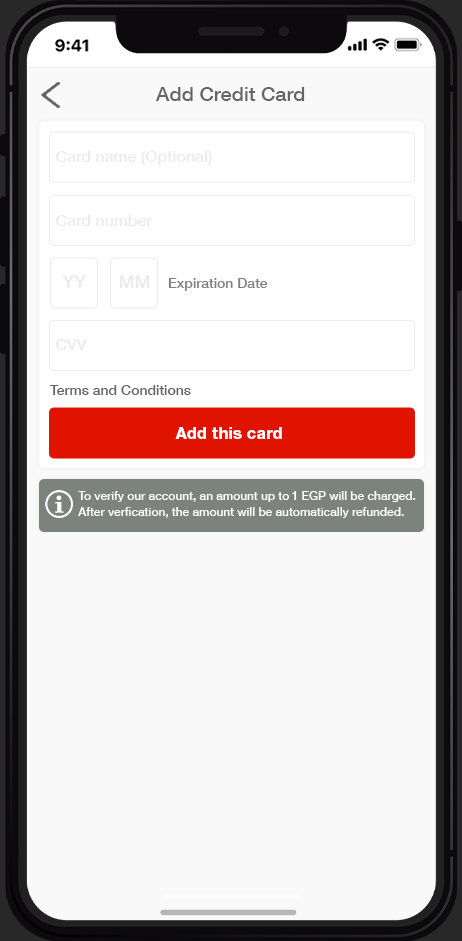 9:41
Add Credit Card
Card name (Optional)
Card number
YY MM Expiration Date
CVV
Terms and Conditions
Add this card
To verify our account, an amount up to 1 EGP will be charged.
After verfication, the amount will be automatically refunded.